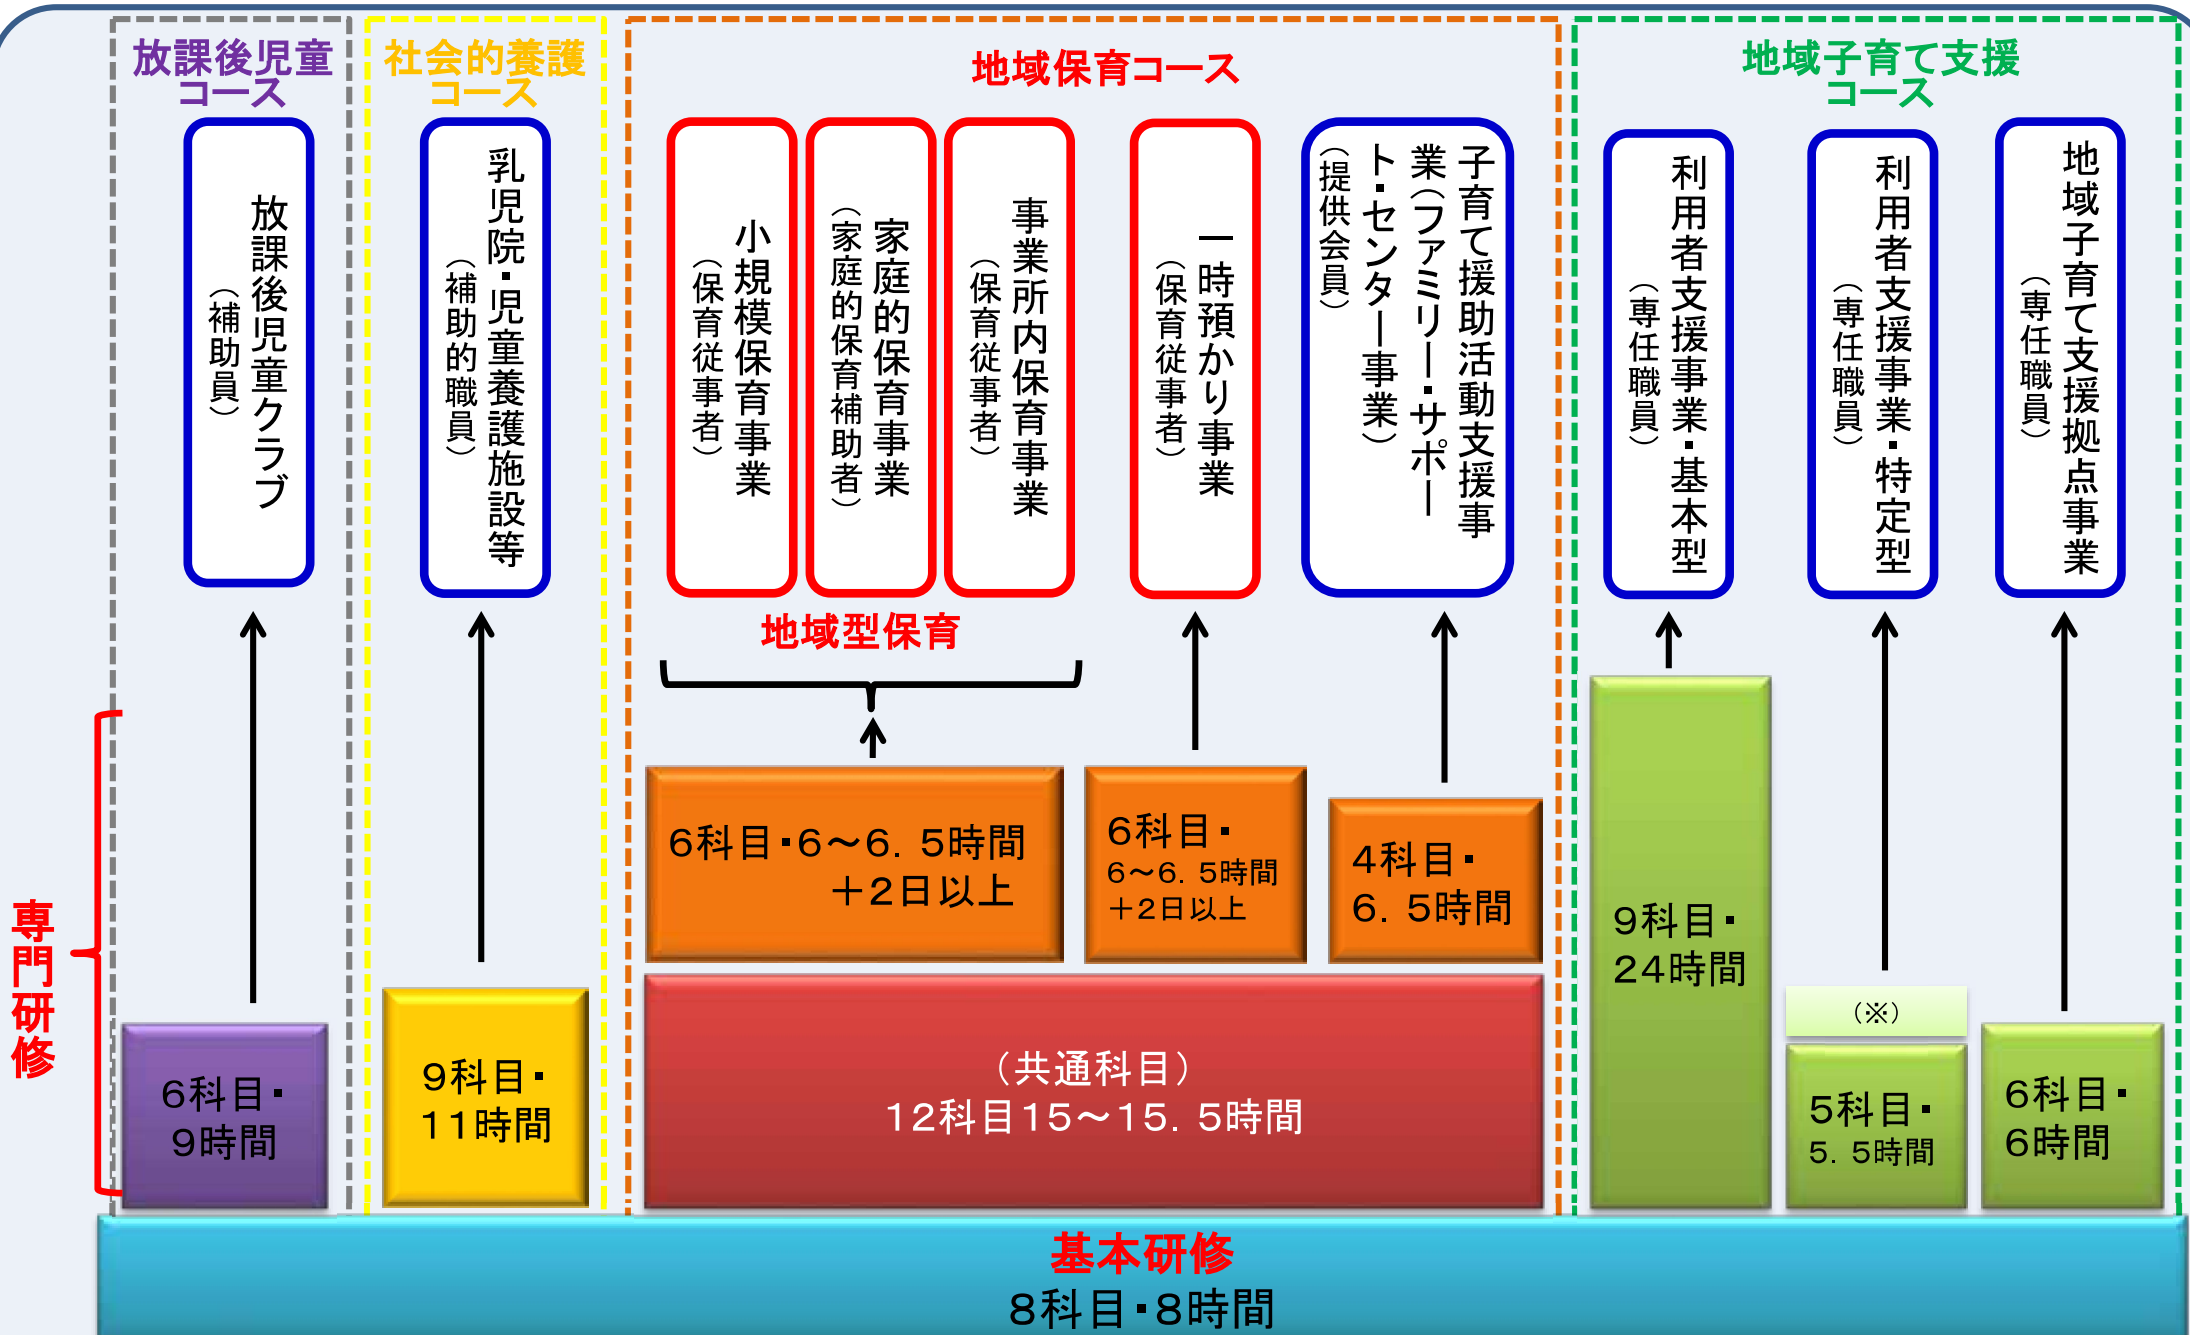 放課後児童
コース
社会的養護
コース
地域保育コース
地域子育て支援
コース
放課後児童クラブ
（補助員）
乳児院・児童養護施設等
（補助的職員）
小規模保育事業
（保育従事者）
家庭的保育事業
（家庭的保育補助者）
事業所内保育事業
（保育従事者）
一時預かり事業
（保育従事者）
子育て援助活動支援事
業（ファミリー・サポー
ト・センター事業）
（提供会員）
利用者支援事業・基本型
（専任職員）
利用者支援事業・特定型
（専任職員）
地域子育て支援拠点事業
（専任職員）
地域型保育
専門研修
6科目・
9時間
9科目・
11時間
6科目・6～6．5時間
＋2日以上
6科目・
6～6．5時間
＋2日以上
4科目・
6．5時間
（共通科目）
12科目15～15．5時間
9科目・
24時間
（※）
5科目・
5．5時間
6科目・
6時間
基本研修
8科目・8時間